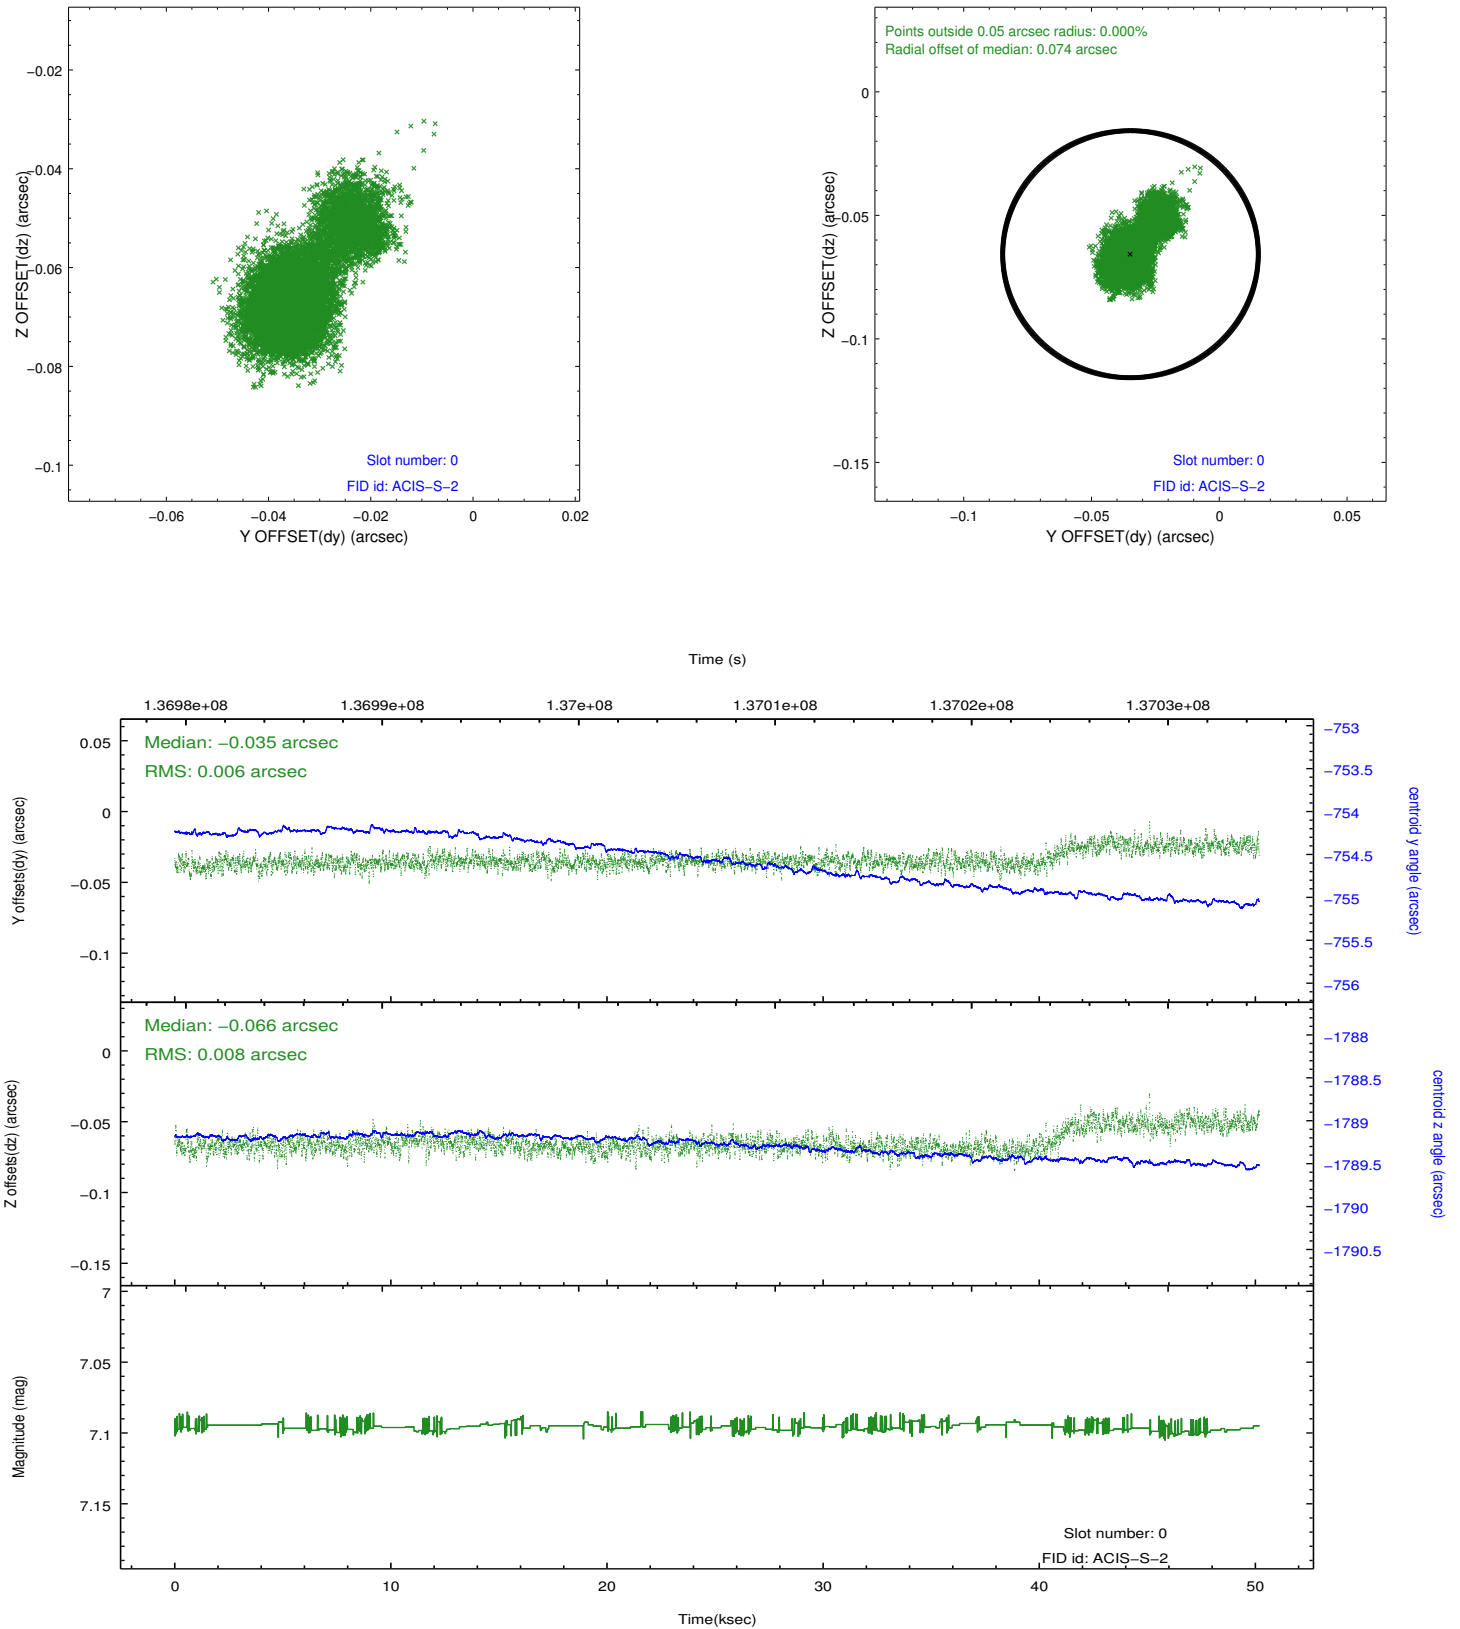 −0.02
−0.04
−0.06
−0.08
−0.1
Z OFFSET(dz) (arcsec)
Slot number: 0
FID id: ACIS−S−2
−0.06
−0.04
−0.02
0
0.02
Y OFFSET(dy) (arcsec)
Points outside 0.05 arcsec radius: 0.000%
Radial offset of median: 0.074 arcsec
0
−0.05
−0.1
−0.15
Z OFFSET(dz) (arcsec)
Slot number: 0
FID id: ACIS−S−2
−0.1
−0.05
0
0.05
Y OFFSET(dy) (arcsec)
Time (s)
1.3698e+08
1.3699e+08
1.37e+08
1.3701e+08
1.3702e+08
1.3703e+08
Median: −0.035 arcsec
RMS: 0.006 arcsec
0.05
0
−0.05
−0.1
Y offsets(dy) (arcsec)
−753
−753.5
−754
−754.5
−755
−755.5
−756
centroid y angle (arcsec)
Median: −0.066 arcsec
RMS: 0.008 arcsec
0
−0.05
−0.1
−0.15
Z offsets(dz) (arcsec)
−1788
−1788.5
−1789
−1789.5
−1790
−1790.5
centroid z angle (arcsec)
7
7.05
7.1
7.15
Magnitude (mag)
Slot number: 0
FID id: ACIS−S−2
0
10
20
30
40
50
Time(ksec)